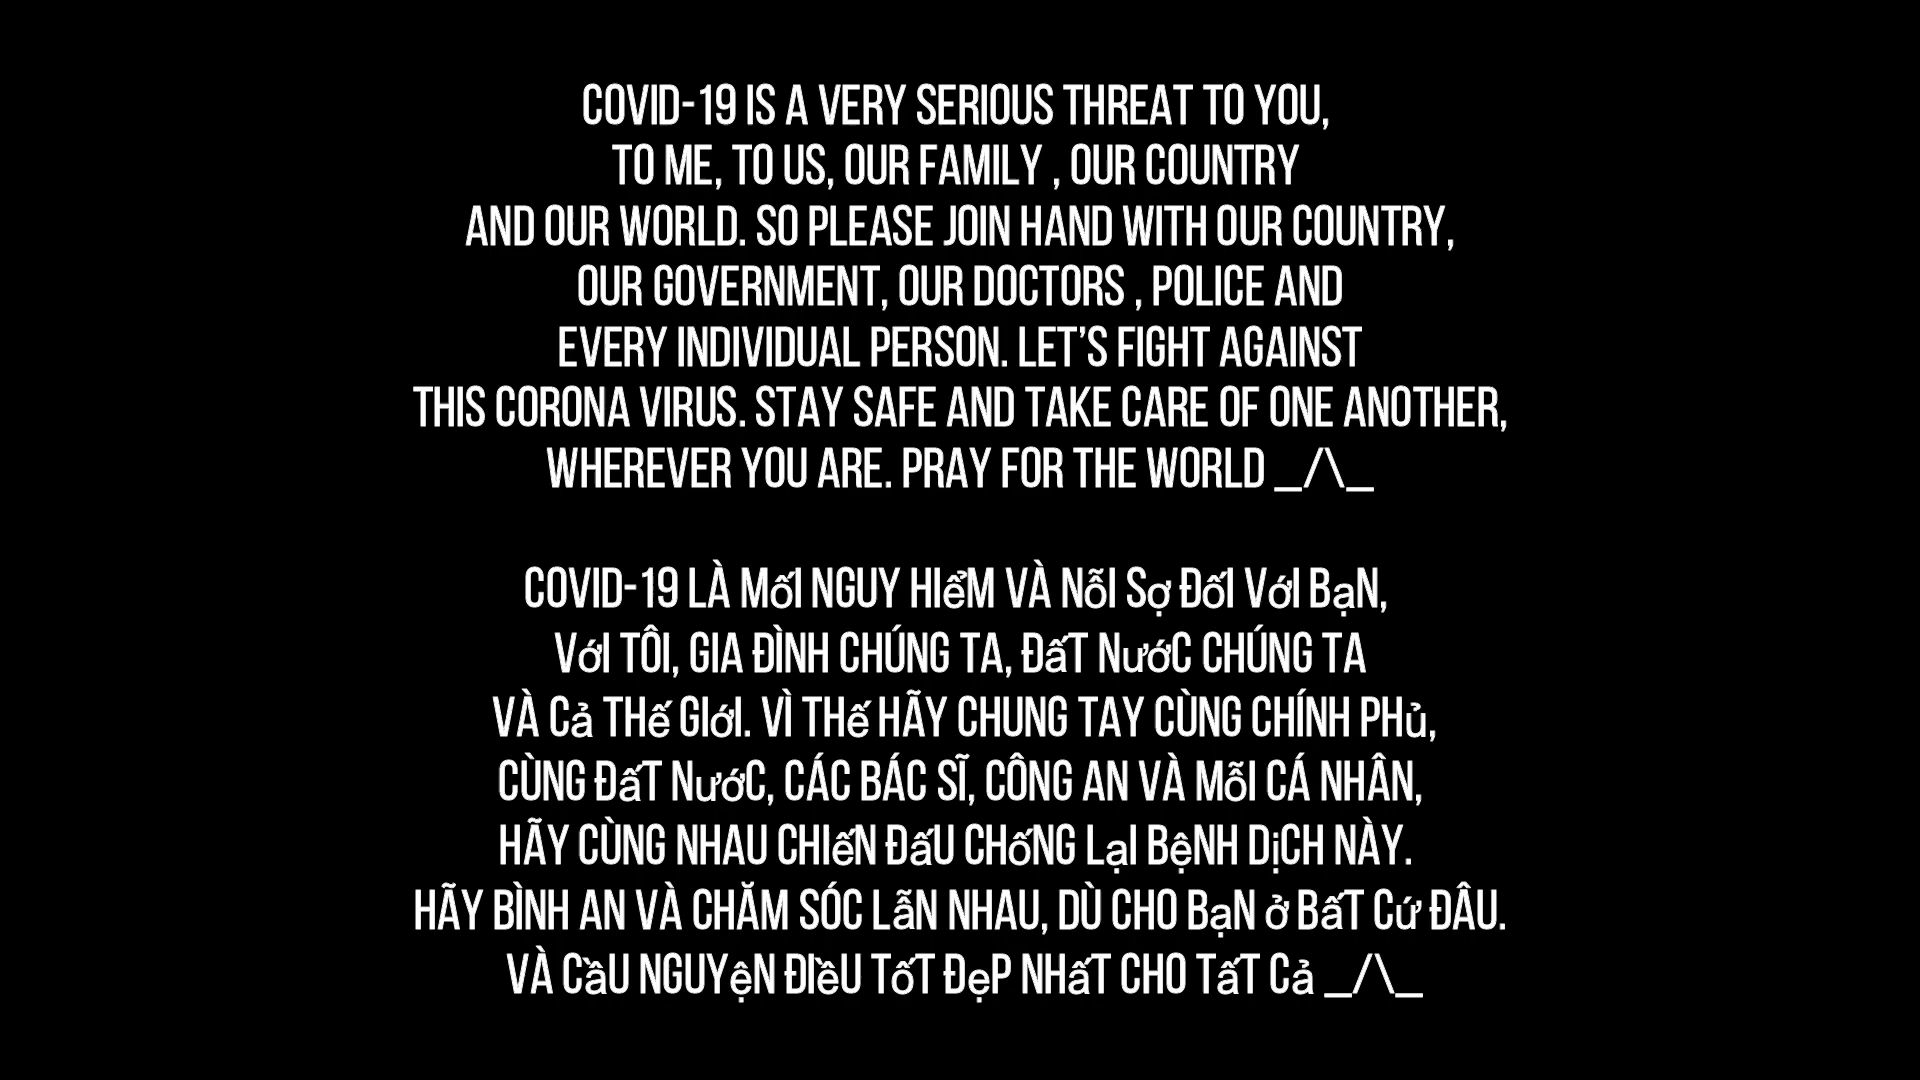 COVID-19 IS A VERY SERIOUS THREAT TO YOU,
TO ME, TO US, OUR FAMILY , OUR COUNTRY
AND OUR WORLD. SO PLEASE JOIN HAND WITH OUR COUNTRY,
OUR GOVERNMENT, OUR DOCTORS , POLICE AND
EVERY INDIVIDUAL PERSON. LET’S FIGHT AGAINST
THIS CORONA VIRUS. STAY SAFE AND TAKE CARE OF ONE ANOTHER,
WHEREVER YOU ARE. PRAY FOR THE WORLD _/\_
COVID-19 LÀ MốI NGUY HIểM VÀ NỗI Sợ ĐốI VớI BạN,
VớI TÔI, GIA ĐÌNH CHÚNG TA, ĐấT NướC CHÚNG TA
VÀ Cả THế GIớI. VÌ THế HÃY CHUNG TAY CÙNG CHÍNH PHủ,
CÙNG ĐấT NướC, CÁC BÁC SĨ, CÔNG AN VÀ MỗI CÁ NHÂN,
HÃY CÙNG NHAU CHIếN ĐấU CHốNG LạI BệNH DịCH NÀY.
HÃY BÌNH AN VÀ CHĂM SÓC LẫN NHAU, DÙ CHO BạN ở BấT Cứ ĐÂU.
VÀ CầU NGUYệN ĐIềU TốT ĐẹP NHấT CHO TấT Cả _/\_